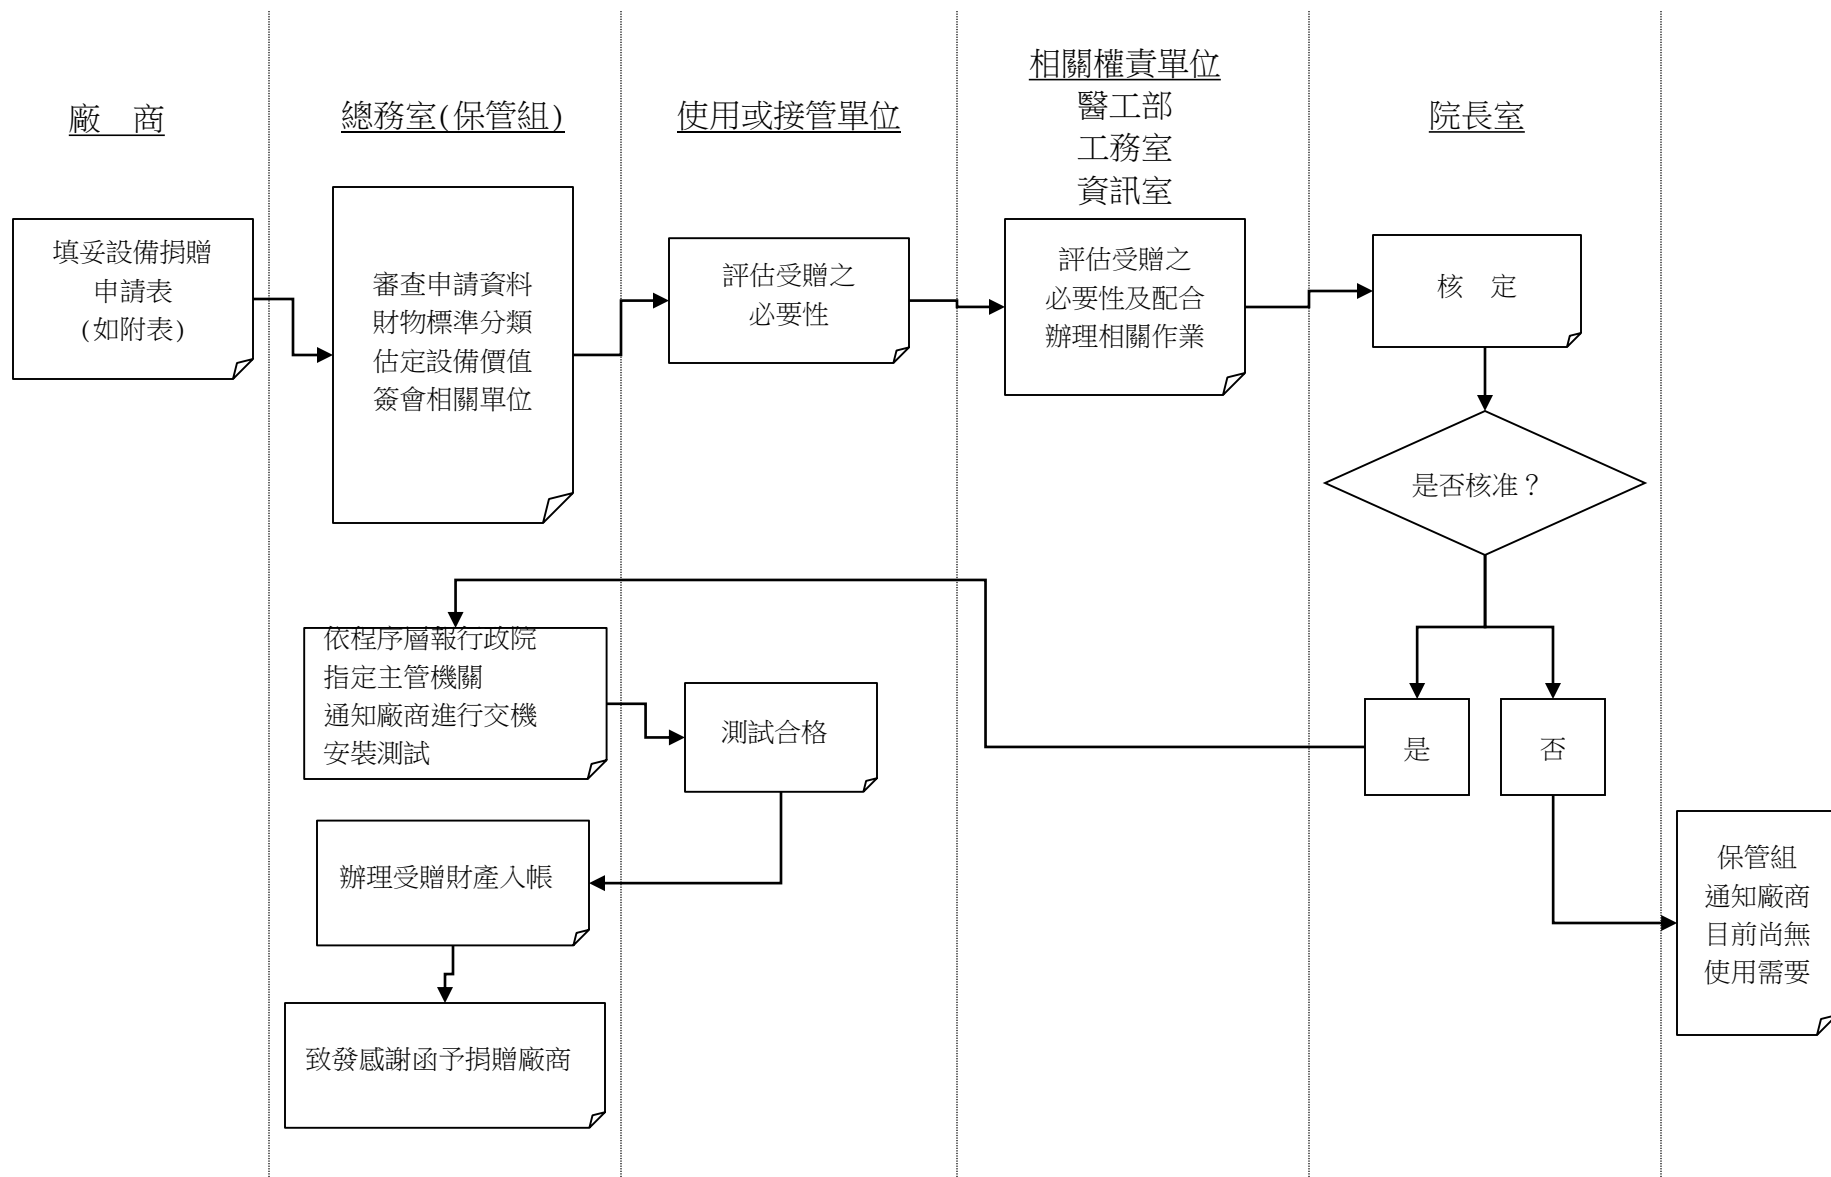 廠　商
總務室(保管組)
使用或接管單位
相關權責單位
醫工部
工務室
資訊室
院長室
填妥設備捐贈
申請表
(如附表)
審查申請資料
財物標準分類
估定設備價值
簽會相關單位
評估受贈之
必要性
評估受贈之
必要性及配合
辦理相關作業
核　定
是否核准？
是
否
依程序層報行政院
指定主管機關
通知廠商進行交機
安裝測試
測試合格
辦理受贈財產入帳
致發感謝函予捐贈廠商
保管組
通知廠商
目前尚無
使用需要